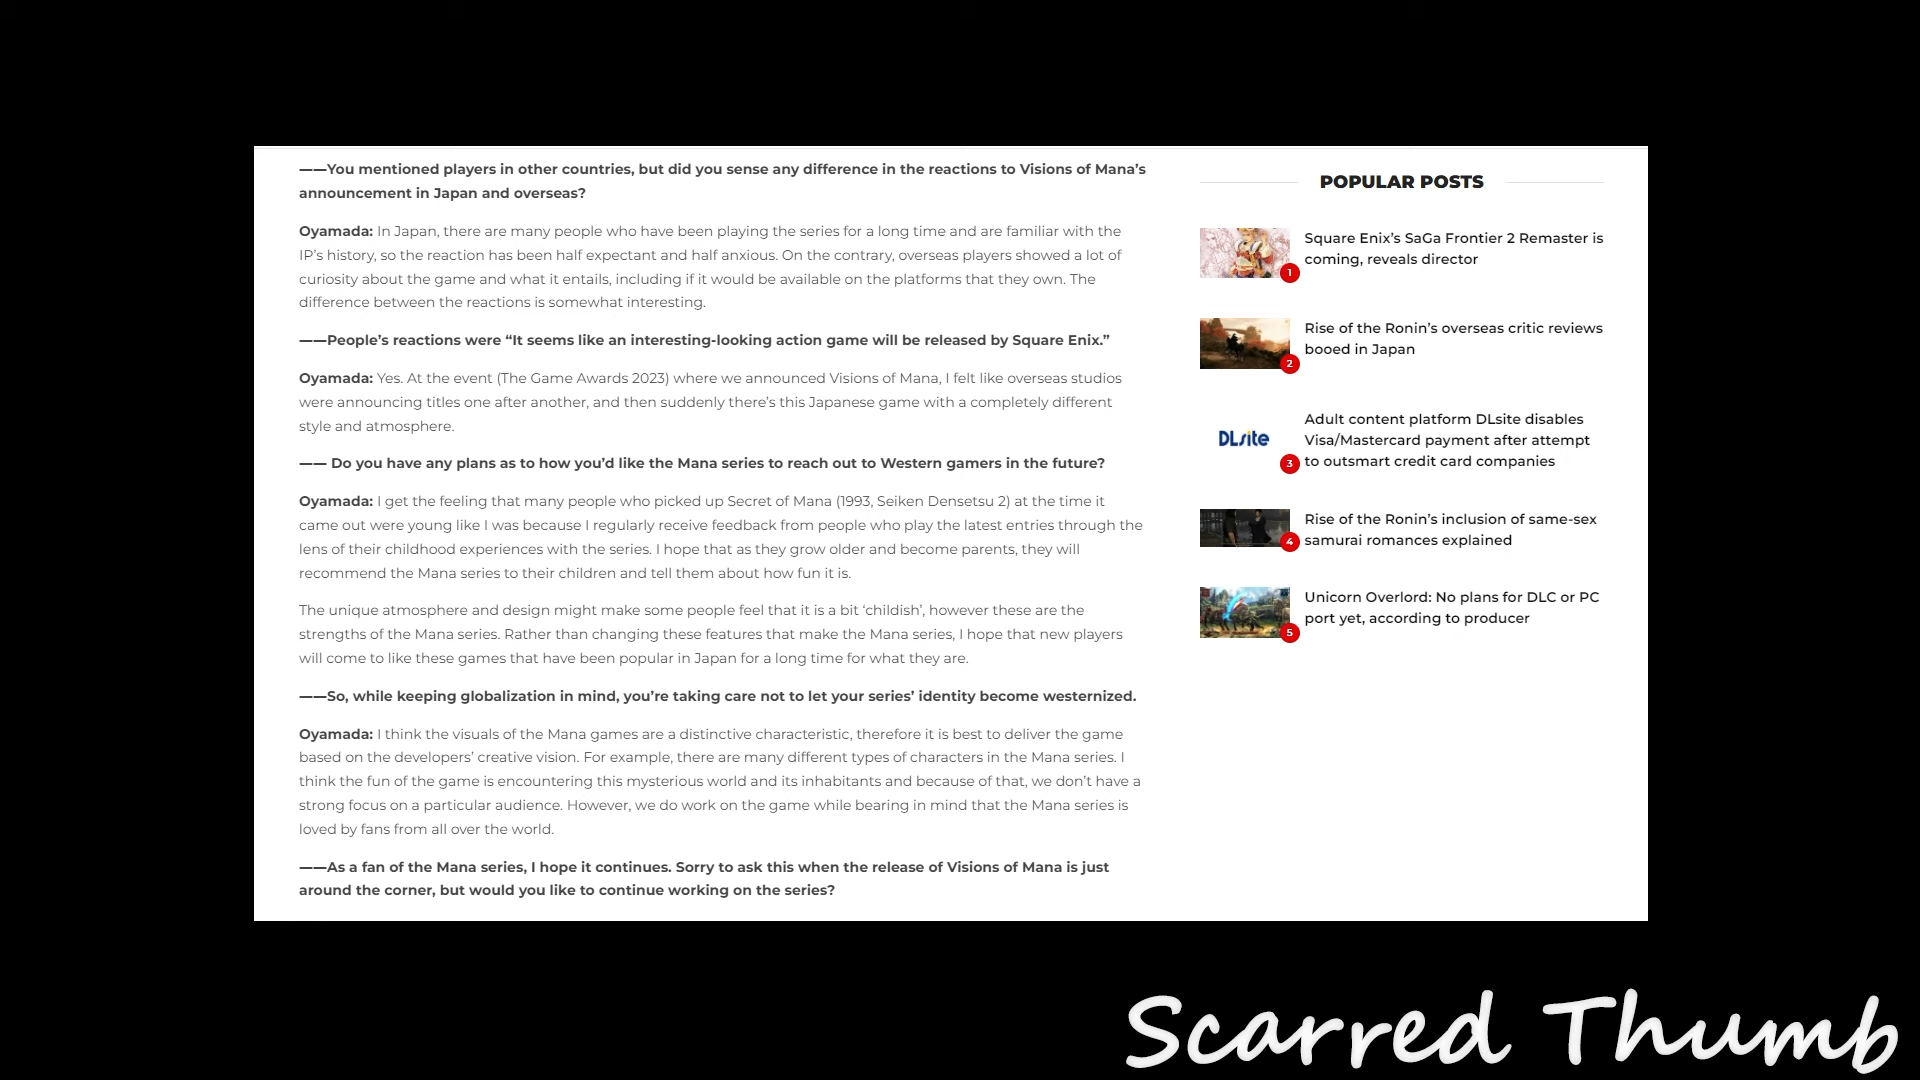 ——You mentioned players in other countries, but did you sense any difference in the reactions to Visions of Mana’s
announcement in Japan and overseas?
Oyamada: In Japan, there are many people who have been playing the series for a long time and are familiar with the
IP’s history, so the reaction has been half expectant and half anxious. On the contrary, overseas players showed a lot of
curiosity about the game and what it entails, including if it would be available on the platforms that they own. The
difference between the reactions is somewhat interesting.
——People’s reactions were “It seems like an interesting-looking action game will be released by Square Enix.”
Oyamada: Yes. At the event (The Game Awards 2023) where we announced Visions of Mana, I felt like overseas studios
were announcing titles one after another, and then suddenly there’s this Japanese game with a completely different
style and atmosphere.
—— Do you have any plans as to how you’d like the Mana series to reach out to Western gamers in the future?
Oyamada: I get the feeling that many people who picked up Secret of Mana (1993, Seiken Densetsu 2) at the time it
came out were young like I was because I regularly receive feedback from people who play the latest entries through the
lens of their childhood experiences with the series. I hope that as they grow older and become parents, they will
recommend the Mana series to their children and tell them about how fun it is.
The unique atmosphere and design might make some people feel that it is a bit ‘childish’, however these are the
strengths of the Mana series. Rather than changing these features that make the Mana series, I hope that new players
will come to like these games that have been popular in Japan for a long time for what they are.
——So, while keeping globalization in mind, you’re taking care not to let your series’ identity become westernized.
Oyamada: I think the visuals of the Mana games are a distinctive characteristic, therefore it is best to deliver the game
based on the developers’ creative vision. For example, there are many different types of characters in the Mana series. I
think the fun of the game is encountering this mysterious world and its inhabitants and because of that, we don’t have a
strong focus on a particular audience. However, we do work on the game while bearing in mind that the Mana series is
loved by fans from all over the world.
——As a fan of the Mana series, I hope it continues. Sorry to ask this when the release of Visions of Mana is just
around the corner, but would you like to continue working on the series?
POPULAR POSTS
1
Square Enix’s SaGa Frontier 2 Remaster is
coming, reveals director
2
Rise of the Ronin’s overseas critic reviews
booed in Japan
DLsite
3
Adult content platform DLsite disables
Visa/Mastercard payment after attempt
to outsmart credit card companies
4
Rise of the Ronin’s inclusion of same-sex
samurai romances explained
5
Unicorn Overlord: No plans for DLC or PC
port yet, according to producer
Scarred Thumb